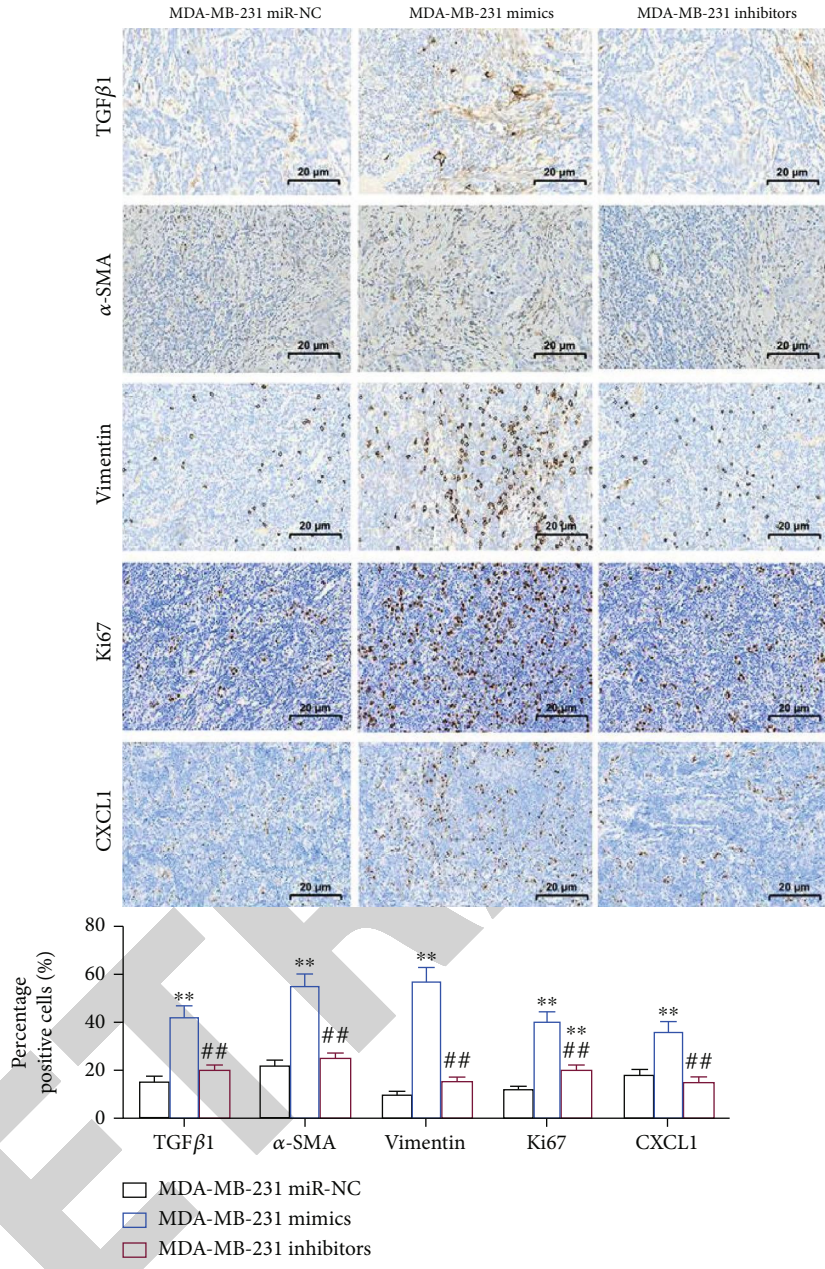 MDA-MB-231 miR-NC MDA-MB-231 mimics MDA-MB-231 inhibitors
TGFβ1
20 μm 20 μm 20 μm
α-SMA
20 μm 20 μm 20 μm
Vimentin
20 μm 20 μm 20 μm
Ki67
20 μm 20 μm 20 μm
CXCL1
20 μm 20 μm 20 μm
Percentage
positive cells (%)
80
60
40
20
0
** ## ** ## ** ## ** ** ## ** ##
TGFβ1 α-SMA Vimentin Ki67 CXCL1
MDA-MB-231 miR-NC
MDA-MB-231 mimics
MDA-MB-231 inhibitors